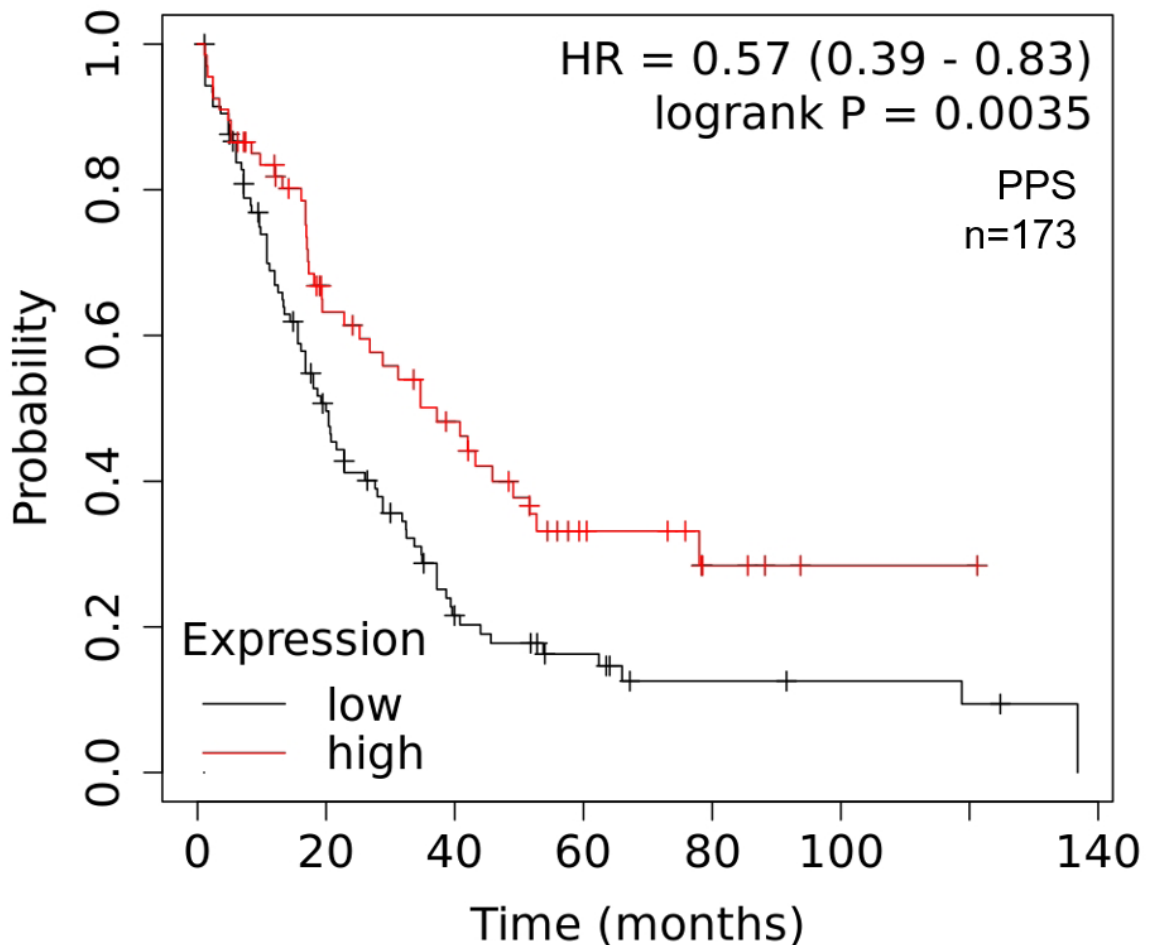 HR = 0.57 (0.39 - 0.83)
logrank P = 0.0035
PPS
n=173
Probability
1.0
0.8
0.6
0.4
0.2
0.0
Expression
low
high
0 20 40 60 80 100 140
Time (months)